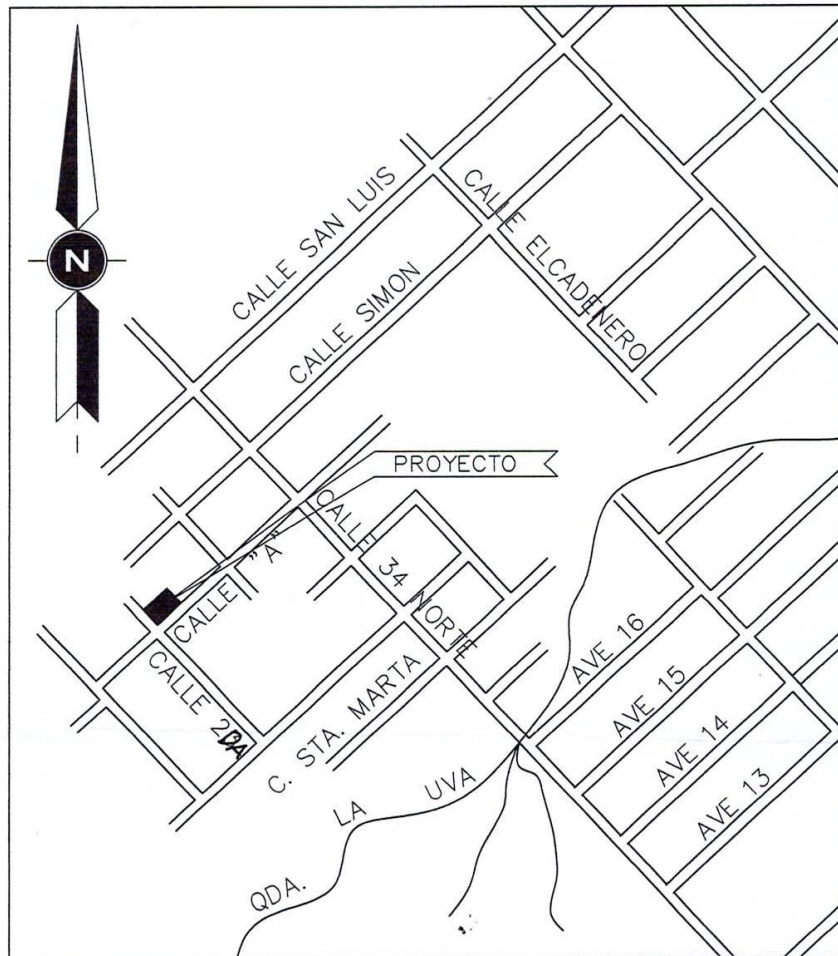 CALLE SAN LUIS
CALLE ELCADENERO
N
CALLE SIMON
PROYECTO
CALLE "A"
CALLE 34 NORTE
CALLE 2DA
C. STA. MARTA
AVE 16
AVE 15
AVE 14
AVE 13
QDA. LA UVA